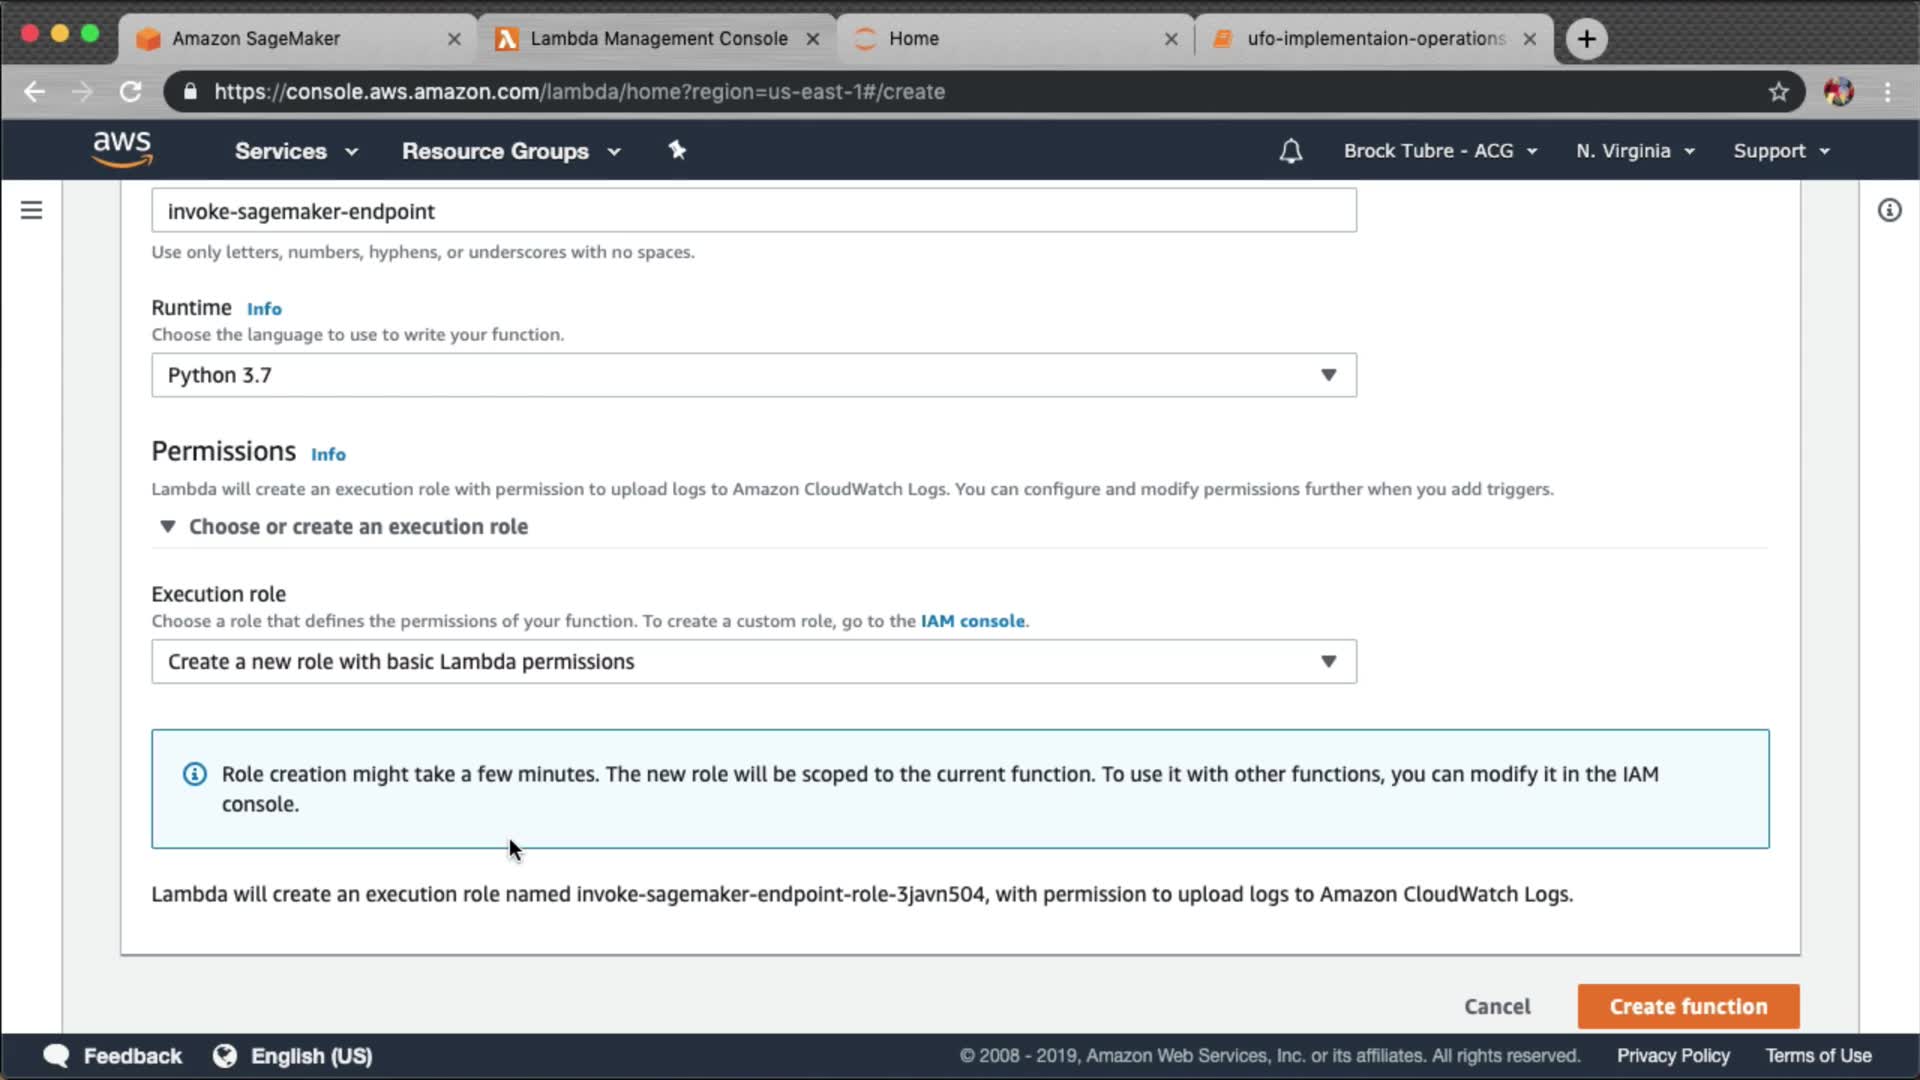 Amazon SageMaker
Lambda Management Console
Home
ufo-implementaion-operations
https://console.aws.amazon.com/lambda/home?region=us-east-1#/create
aws
Services
Resource Groups
Brock Tubre - ACG
N. Virginia
Support
invoke-sagemaker-endpoint
Use only letters, numbers, hyphens, or underscores with no spaces.
Runtime Info
Choose the language to use to write your function.
Python 3.7
Permissions Info
Lambda will create an execution role with permission to upload logs to Amazon CloudWatch Logs. You can configure and modify permissions further when you add triggers.
Choose or create an execution role
Execution role
Choose a role that defines the permissions of your function. To create a custom role, go to the IAM console.
Create a new role with basic Lambda permissions
Role creation might take a few minutes. The new role will be scoped to the current function. To use it with other functions, you can modify it in the IAM
console.
Lambda will create an execution role named invoke-sagemaker-endpoint-role-3javn504, with permission to upload logs to Amazon CloudWatch Logs.
Cancel
Create function
Feedback
English (US)
© 2008 - 2019, Amazon Web Services, Inc. or its affiliates. All rights reserved.
Privacy Policy
Terms of Use